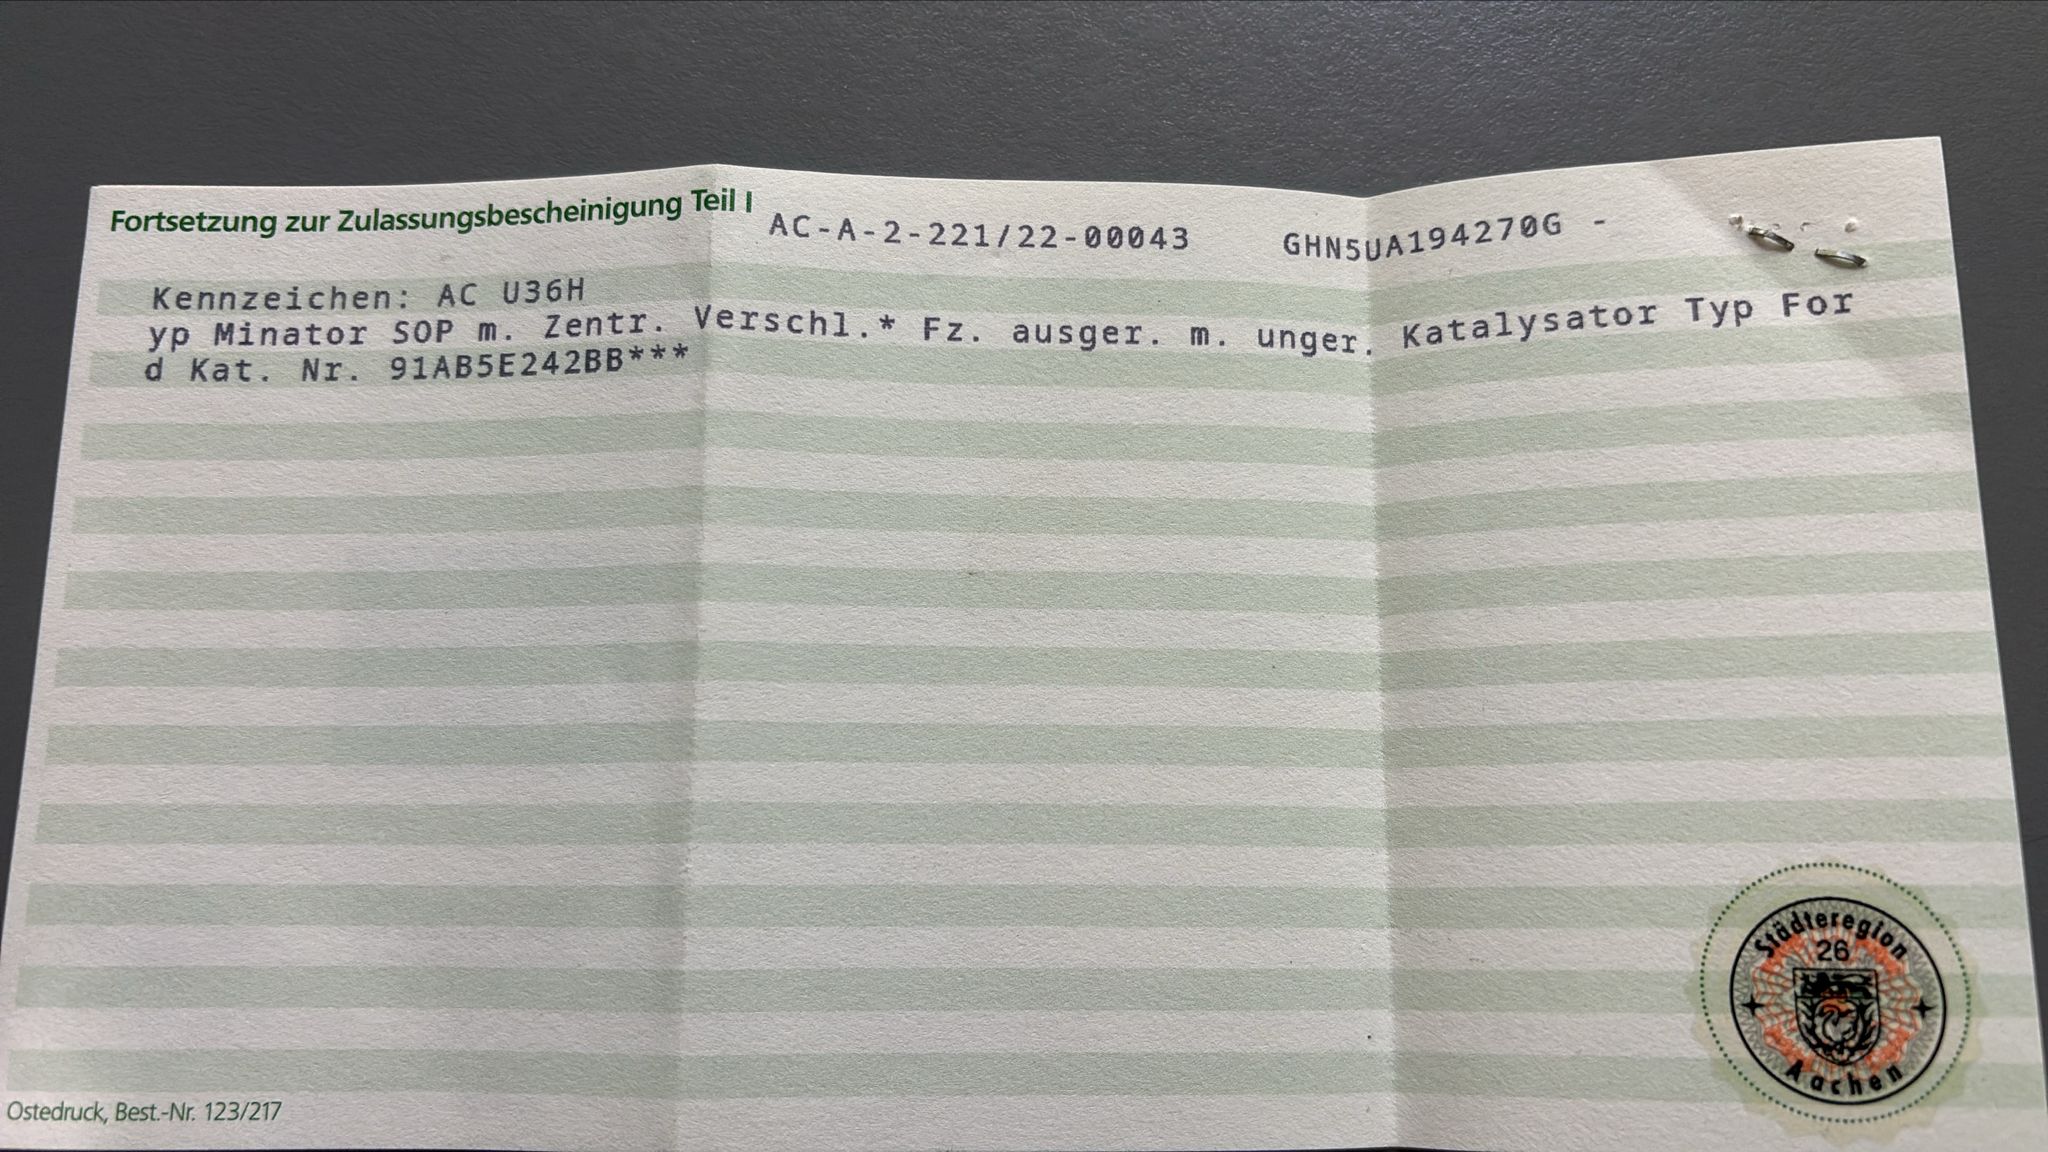 Fortsetzung zur Zulassungsbescheinigung Teil I AC-A-2-221/22-00043 GHN5UA194270G -
Kennzeichen: AC U36H
yp Minator SOP m. Zentr. Verschl.* Fz. ausger. m. unger. Katalysator Typ For
d Kat. Nr. 91AB5E242BB***
Städteregion
26
Aachen
Ostedruck, Best.-Nr. 123/217